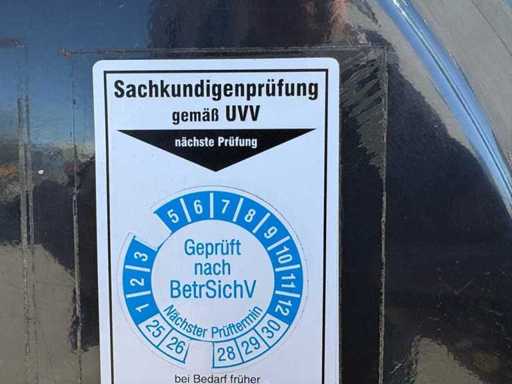 Sachkundigenprüfung
gemäß UVV
nächste Prüfung
1 2 3 5 6 7 8 9 10 11 12
Geprüft
nach
BetrSichV
Nächster Prüftermin
25 26 28 29 30
bei Bedarf früher